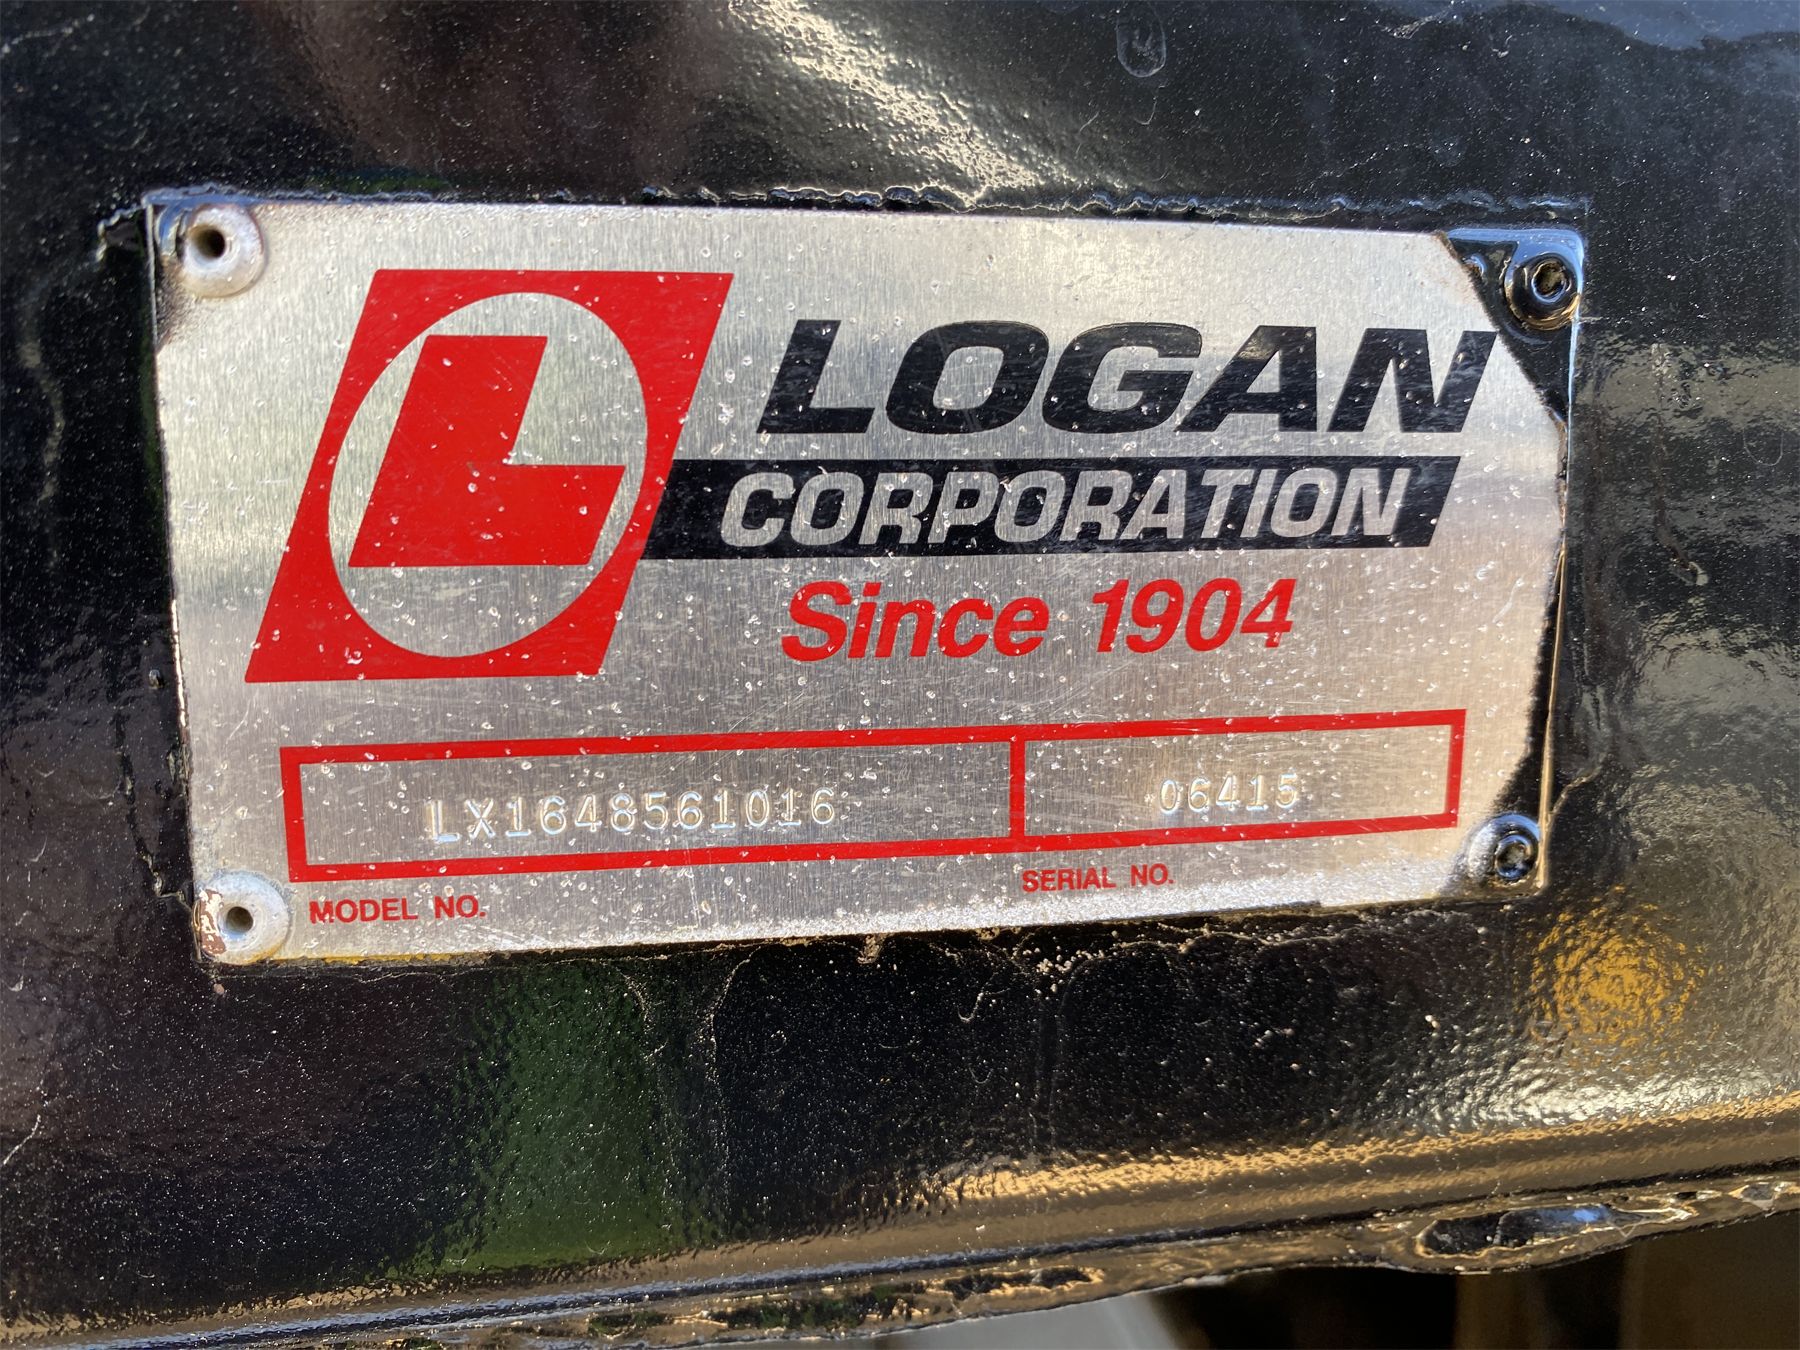 L
LOGAN
CORPORATION
Since 1904
LX1648561016 06415
MODEL NO. SERIAL NO.